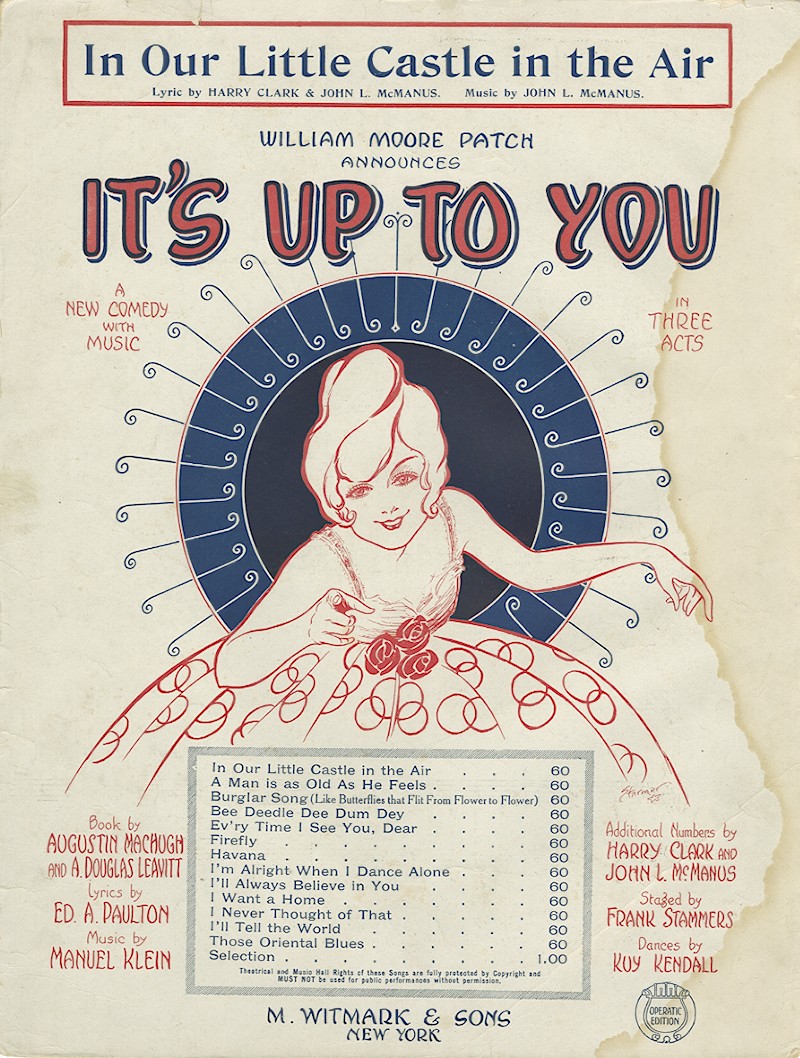 In Our Little Castle in the Air
Lyric by HARRY CLARK & JOHN L. McMANUS. Music by JOHN L. McMANUS.
WILLIAM MOORE PATCH
ANNOUNCES
IT'S UP TO YOU
A
NEW COMEDY
WITH
MUSIC
IN
THREE
ACTS
Starmer
In Our Little Castle in the Air . . . 60
A Man is as Old As He Feels . . . . 60
Burglar Song (Like Butterflies that Flit From Flower to Flower) 60
Bee Deedle Dee Dum Dey . . . . 60
Ev'ry Time I See You, Dear . . . . 60
Firefly . . . . . . . . . 60
Havana . . . . . . . . . 60
I'm Alright When I Dance Alone . . . 60
I'll Always Believe in You . . . . 60
I Want a Home . . . . . . . 60
I Never Thought of That . . . . . 60
I'll Tell the World . . . . . . 60
Those Oriental Blues . . . . . . 60
Selection . . . . . . . . 1.00
Theatrical and Music Hall Rights of these Songs are fully protected by Copyright and
MUST NOT be used for public performances without permission.
Book by
AUGUSTIN MACHUGH
AND A. DOUGLAS LEAVITT
Lyrics by
ED. A. PAULTON
Music by
MANUEL KLEIN
Additional Numbers by
HARRY CLARK AND
JOHN L. McMANUS
Staged by
FRANK STAMMERS
Dances by
KUY KENDALL
M. WITMARK & SONS
NEW YORK
OPERATIC
EDITION